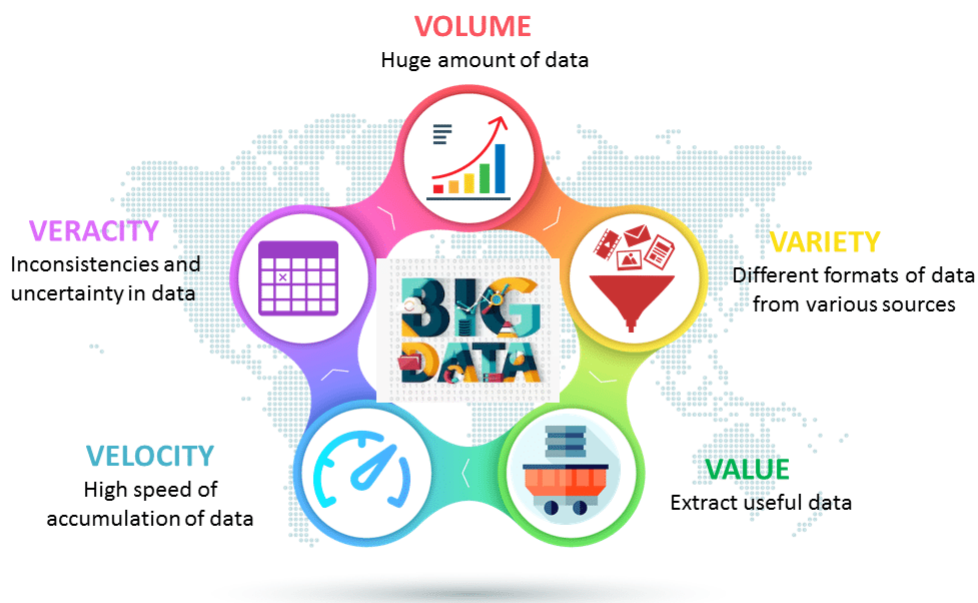 VOLUME
Huge amount of data
VERACITY
Inconsistencies and
uncertainty in data
VARIETY
Different formats of data
from various sources
BIG
DATA
VELOCITY
High speed of
accumulation of data
VALUE
Extract useful data